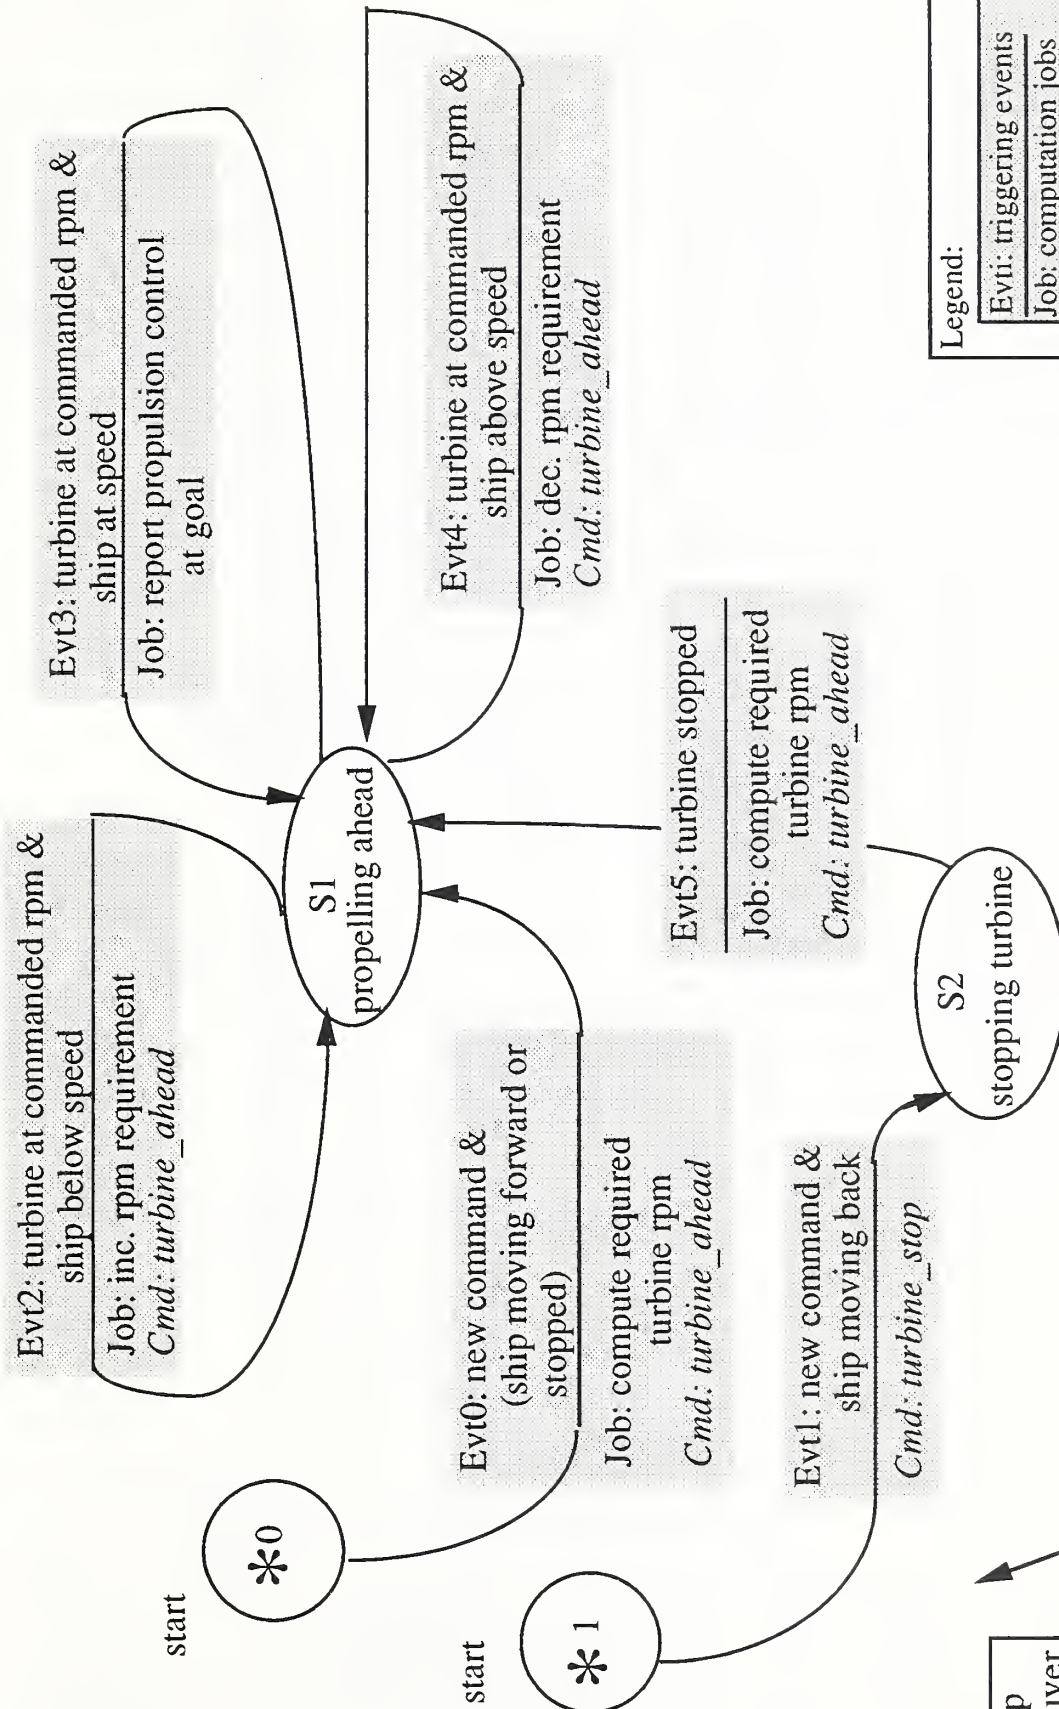 start
*0
start
*1
Evt2: turbine at commanded rpm &
ship below speed
Job: inc. rpm requirement
Cmd: turbine_ahead
Evt3: turbine at commanded rpm &
ship at speed
Job: report propulsion control
at goal
S1
propelling ahead
Evt4: turbine at commanded rpm &
ship above speed
Job: dec. rpm requirement
Cmd: turbine_ahead
Evt0: new command &
(ship moving forward or
stopped)
Job: compute required
turbine rpm
Cmd: turbine_ahead
Evt5: turbine stopped
Job: compute required
turbine rpm
Cmd: turbine_ahead
Evt1: new command &
ship moving back
Cmd: turbine_stop
S2
stopping turbine
Legend:
Evti: triggering events
Job: computation jobs